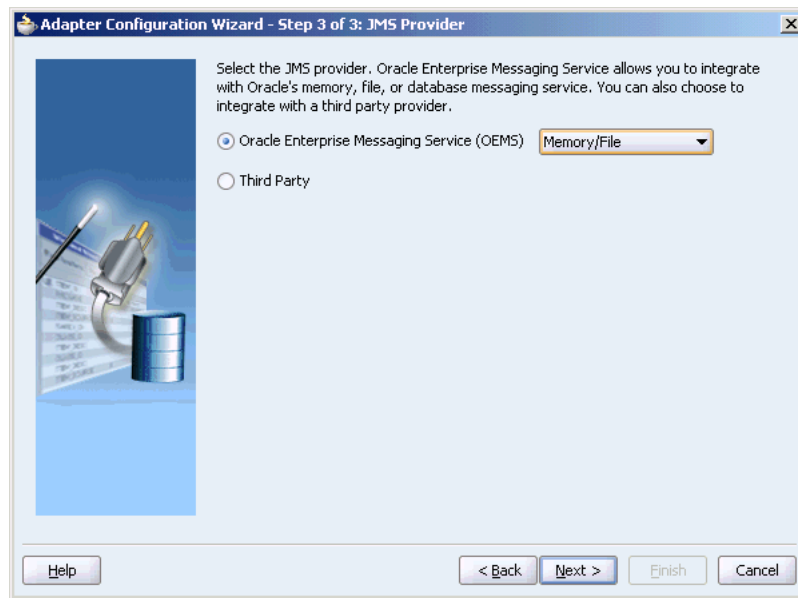 Adapter Configuration Wizard - Step 3 of 3: JMS Provider
Select the JMS provider. Oracle Enterprise Messaging Service allows you to integrate
with Oracle's memory, file, or database messaging service. You can also choose to
integrate with a third party provider.
Oracle Enterprise Messaging Service (OEMS) Memory/File
Third Party
Help < Back Next > Finish Cancel